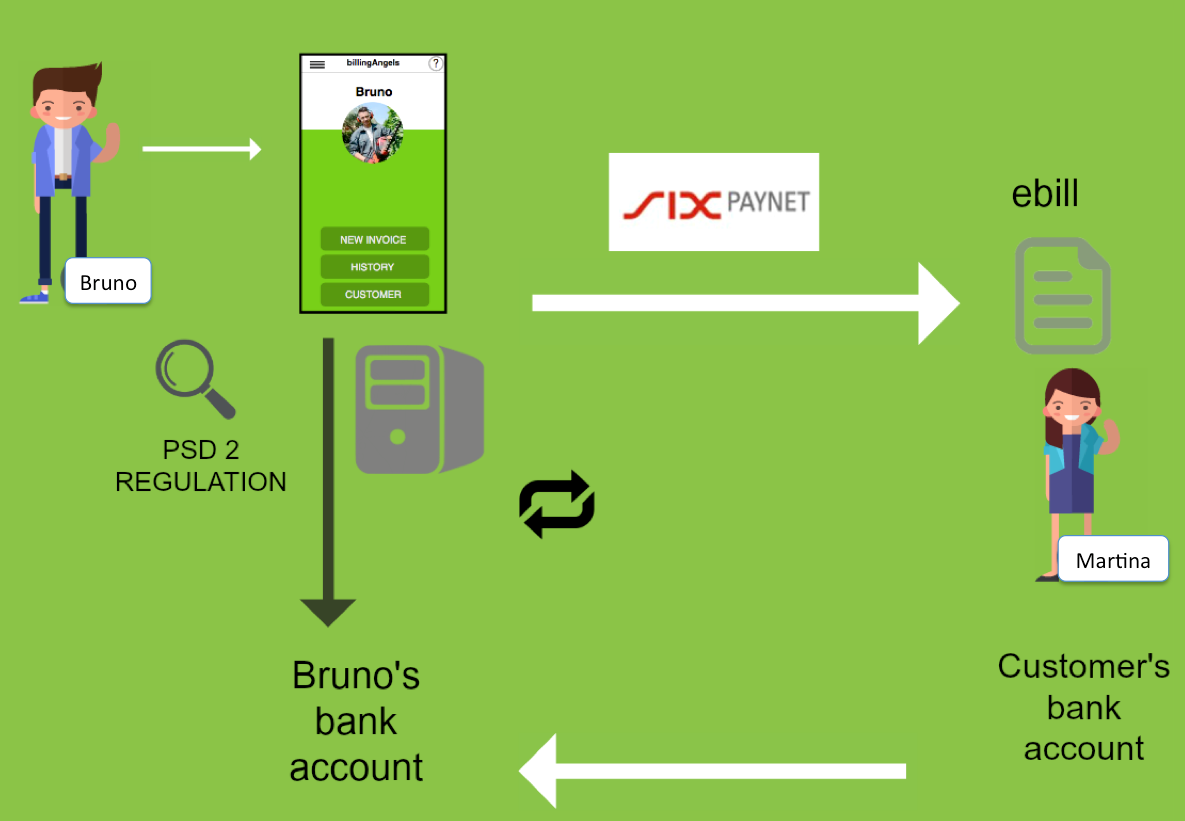 billingAngels
?
Bruno
NEW INVOICE
HISTORY
CUSTOMER
Bruno
SIX PAYNET
ebill
PSD 2
REGULATION
Martina
Bruno's
bank
account
Customer's
bank
account